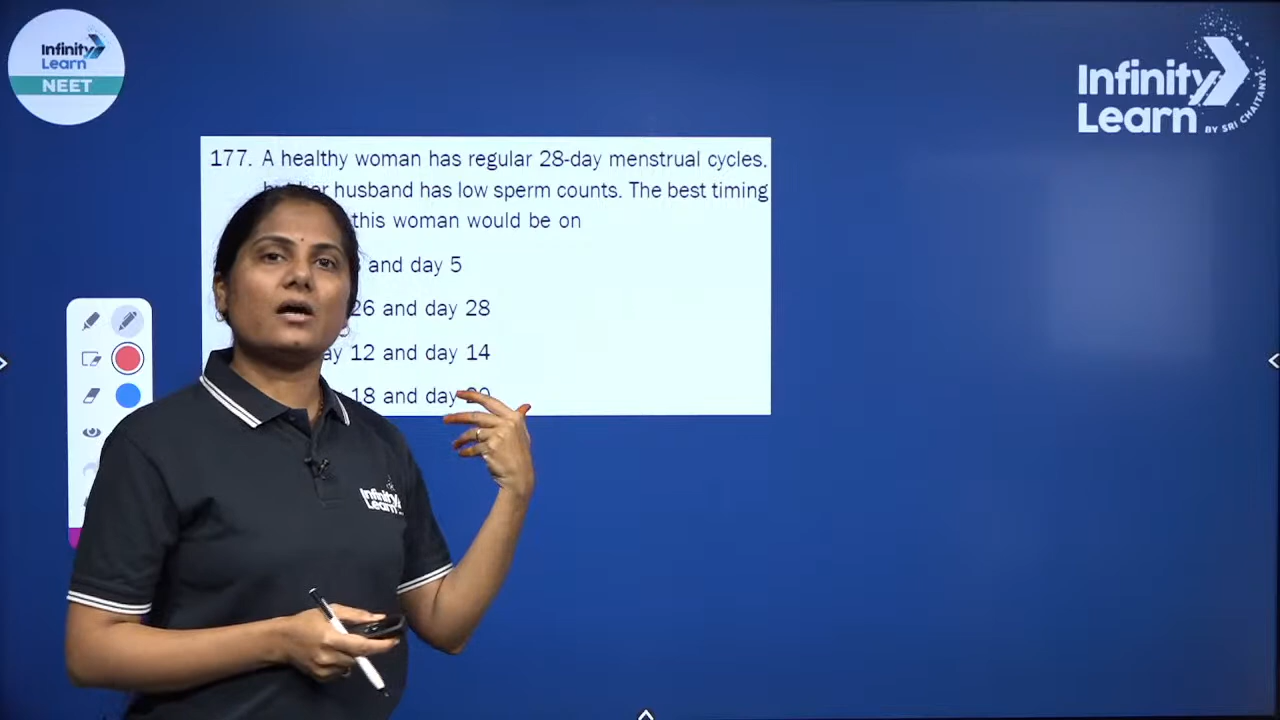 Infinity
Learn
NEET
Infinity
Learn
BY SRI CHAITANYA
177. A healthy woman has regular 28-day menstrual cycles,
her husband has low sperm counts. The best timing
this woman would be on
and day 5
26 and day 28
12 and day 14
18 and day
Infinity
Learn